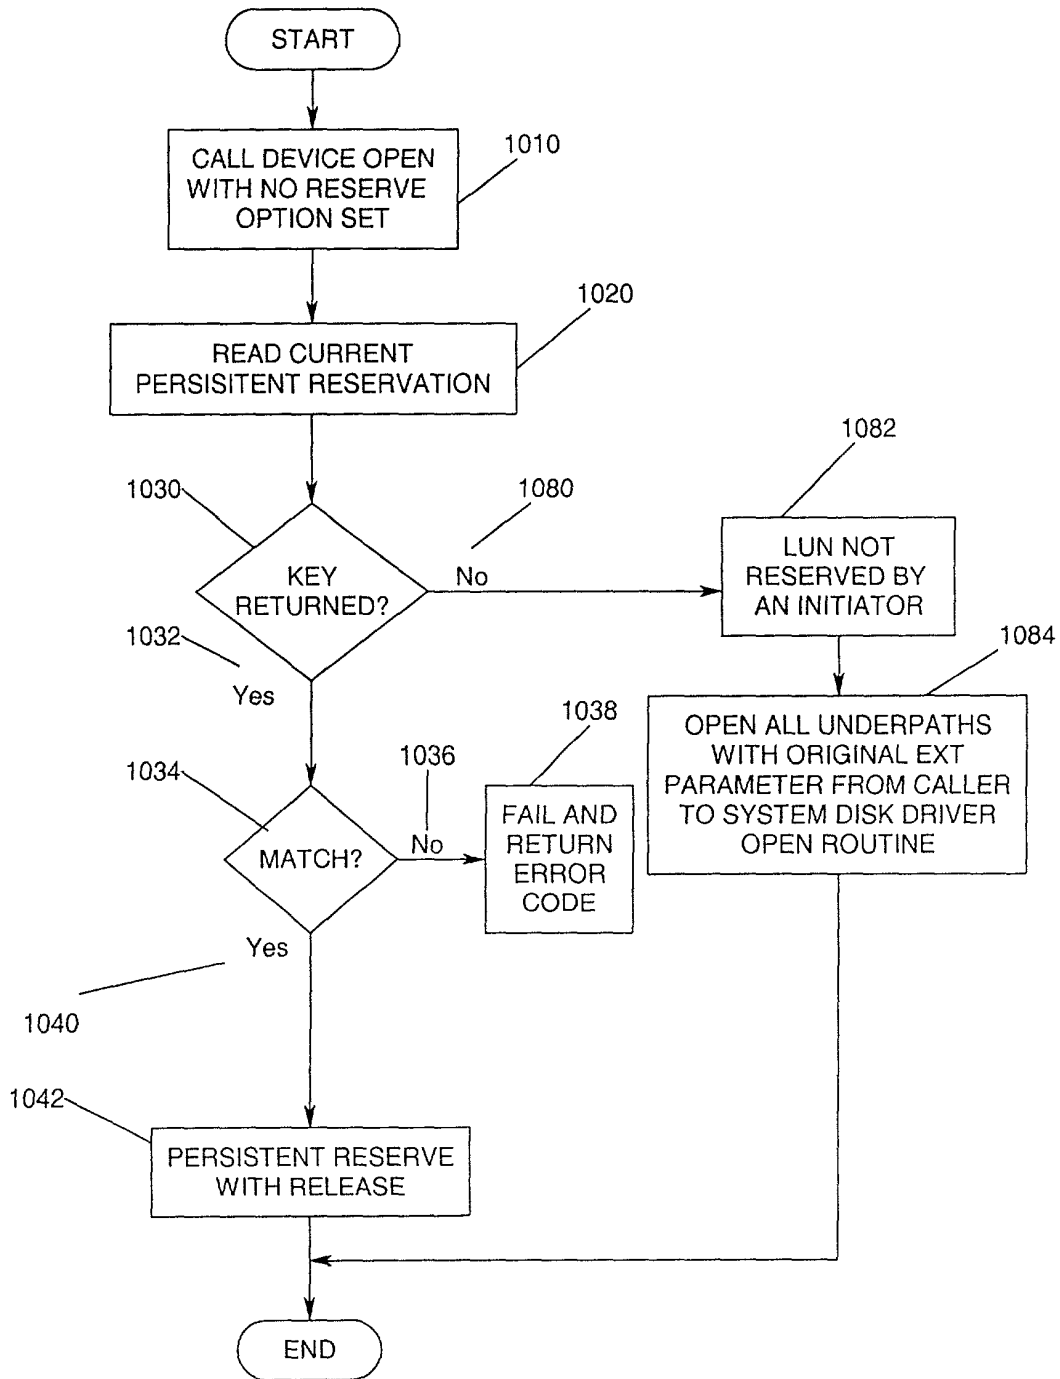 START
CALL DEVICE OPEN
WITH NO RESERVE
OPTION SET
1010
1020
READ CURRENT
PERSISITENT RESERVATION
1030
KEY
RETURNED?
1080
No
1082
LUN NOT
RESERVED BY
AN INITIATOR
1032
Yes
1084
OPEN ALL UNDERPATHS
WITH ORIGINAL EXT
PARAMETER FROM CALLER
TO SYSTEM DISK DRIVER
OPEN ROUTINE
1034
MATCH?
1036
No
1038
FAIL AND
RETURN
ERROR
CODE
Yes
1040
1042
PERSISTENT RESERVE
WITH RELEASE
END